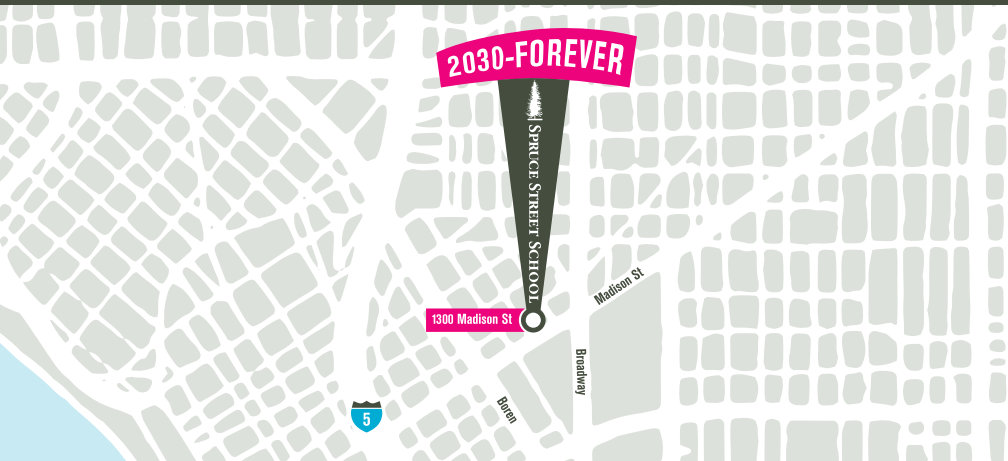 2030-FOREVER
SPRUCE STREET SCHOOL
1300 Madison St
Madison St
Broadway
5
Boren